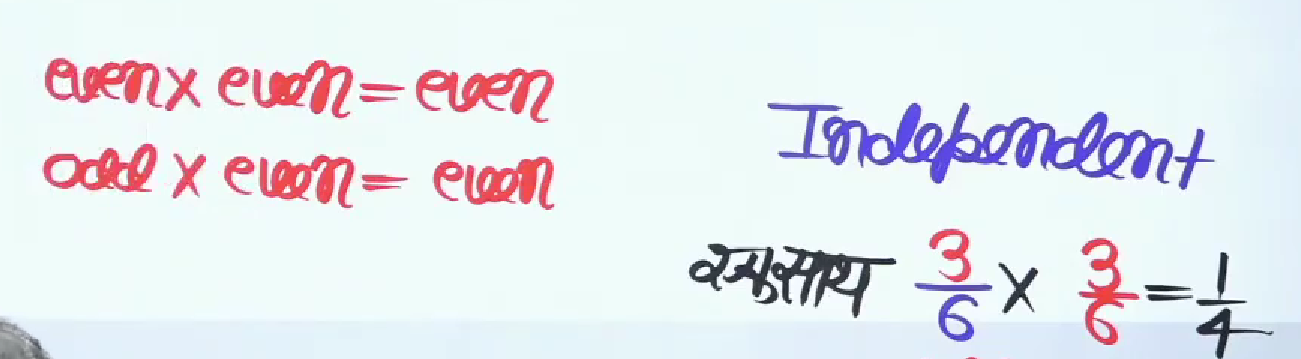 even x even = even
odd x even = even
Independent
एकसाथ 3/6 x 3/6 = 1/4